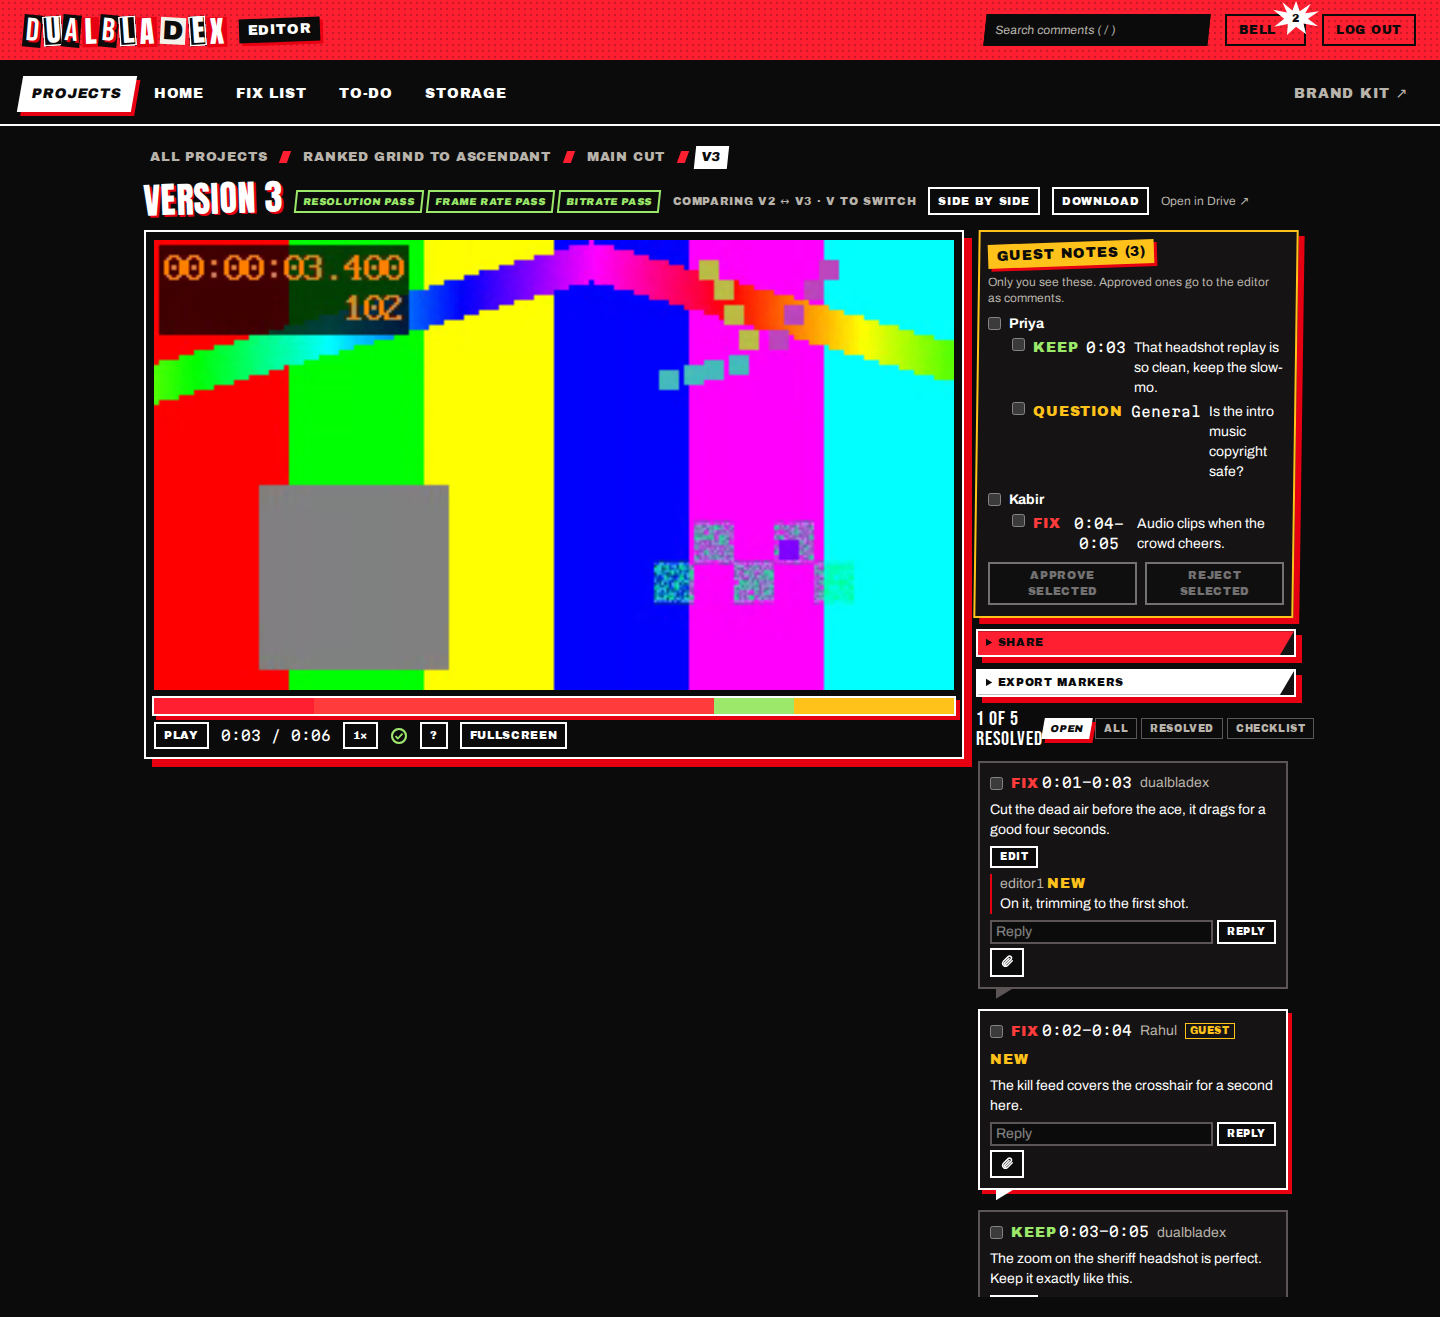 DUALBLADEX EDITOR
Search comments ( / )
BELL 2
LOG OUT
PROJECTS HOME FIX LIST TO-DO STORAGE
BRAND KIT ↗
ALL PROJECTS RANKED GRIND TO ASCENDANT MAIN CUT V3
VERSION 3 RESOLUTION PASS FRAME RATE PASS BITRATE PASS COMPARING V2 ↔ V3 · V TO SWITCH SIDE BY SIDE DOWNLOAD Open in Drive ↗
00:00:03.400
102
PLAY 0:03 / 0:06 1x ? FULLSCREEN
GUEST NOTES (3)
Only you see these. Approved ones go to the editor
as comments.
Priya
KEEP 0:03 That headshot replay is
so clean, keep the slow-
mo.
QUESTION General Is the intro
music
copyright
safe?
Kabir
FIX 0:04–
0:05
Audio clips when the
crowd cheers.
APPROVE
SELECTED
REJECT
SELECTED
SHARE
EXPORT MARKERS
1 OF 5
RESOLVED
OPEN ALL RESOLVED CHECKLIST
FIX 0:01–0:03 dualbladex
Cut the dead air before the ace, it drags for a
good four seconds.
EDIT
editor1 NEW
On it, trimming to the first shot.
Reply REPLY
FIX 0:02–0:04 Rahul GUEST
NEW
The kill feed covers the crosshair for a second
here.
Reply REPLY
KEEP 0:03–0:05 dualbladex
The zoom on the sheriff headshot is perfect.
Keep it exactly like this.